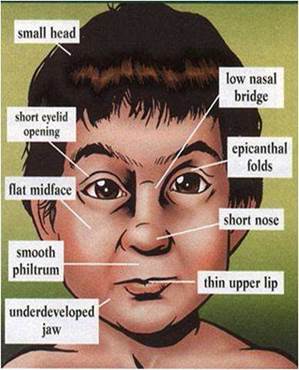 small head
low nasal
bridge
short eyelid
opening
epicanthal
folds
flat midface
short nose
smooth
philtrum
thin upper lip
underdeveloped
jaw